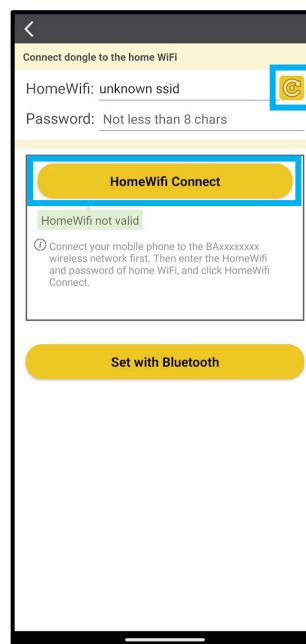 Connect dongle to the home WiFi
HomeWifi: unknown ssid
Password: Not less than 8 chars
HomeWifi Connect
HomeWifi not valid
Connect your mobile phone to the BAxxxxxxxx
wireless network first. Then enter the HomeWifi
and password of home WiFi, and click HomeWifi
Connect.
Set with Bluetooth